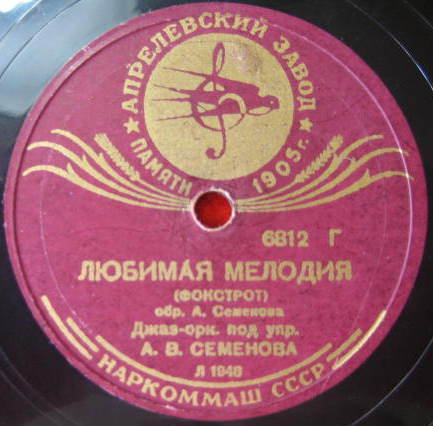 ★ АПРЕЛЕВСКИЙ ЗАВОД ★
ПАМЯТИ 1905 г.
6812 Г
ЛЮБИМАЯ МЕЛОДИЯ
(ФОКСТРОТ)
обр. А. Семенова
Джаз-орк. под упр.
А. В. СЕМЕНОВА
Л 1940
НАРКОММАШ СССР